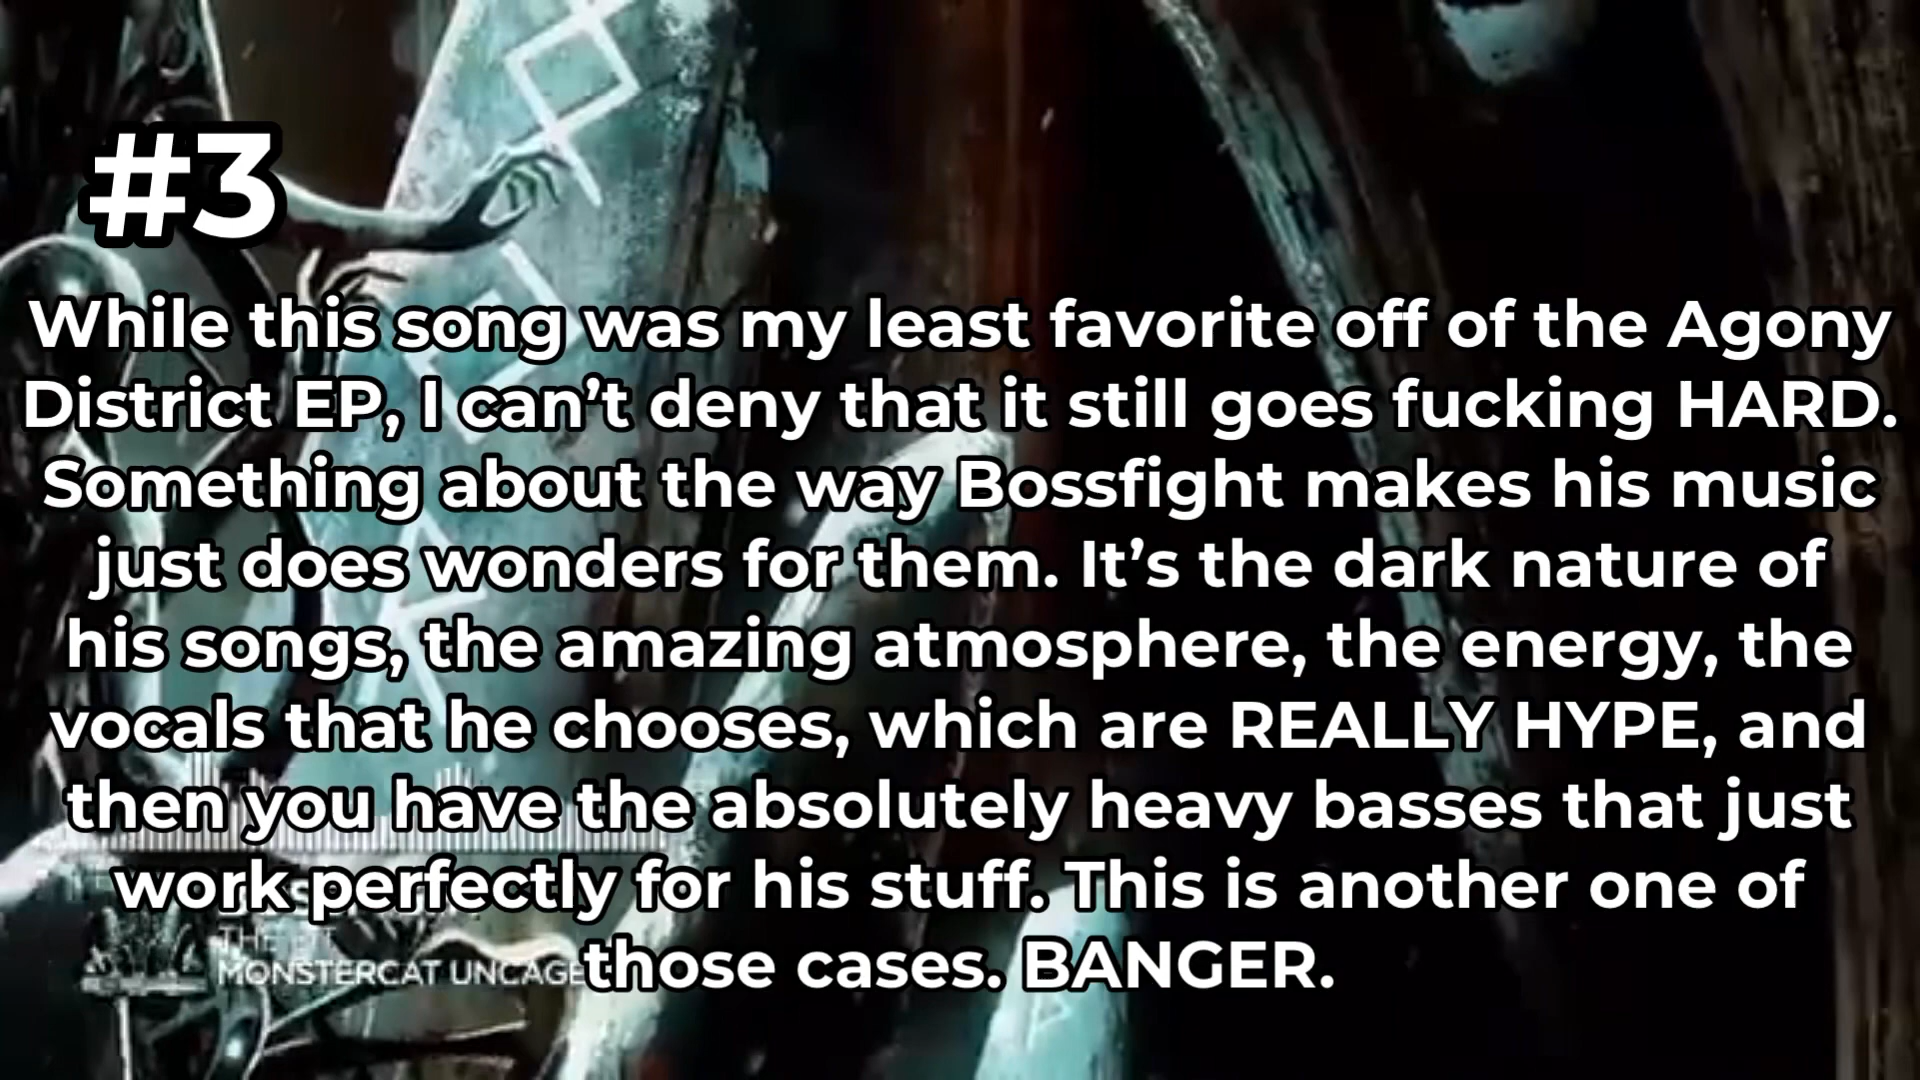 #3
While this song was my least favorite off of the Agony
District EP, I can’t deny that it still goes fucking HARD.
Something about the way Bossfight makes his music
just does wonders for them. It’s the dark nature of
his songs, the amazing atmosphere, the energy, the
vocals that he chooses, which are REALLY HYPE, and
then you have the absolutely heavy basses that just
work perfectly for his stuff. This is another one of
those cases. BANGER.
MONSTERCAT